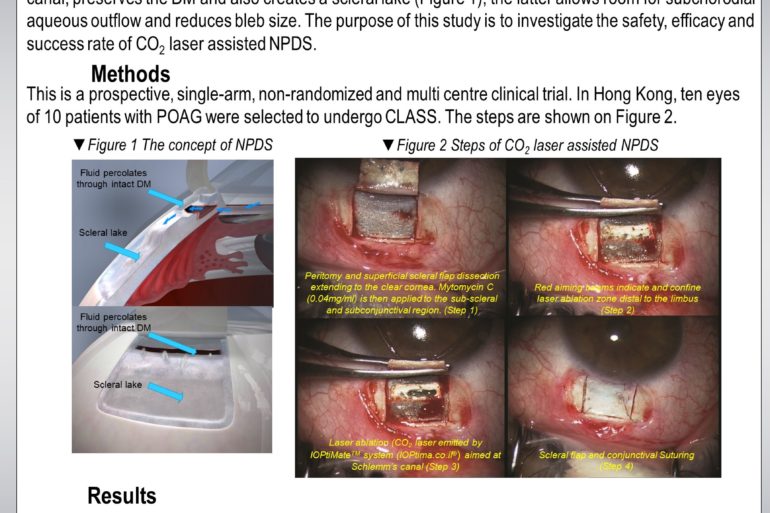 canal, preserves the DM and also creates a scleral lake (Figure 1), the latter allows room for subchorodial
aqueous outflow and reduces bleb size. The purpose of this study is to investigate the safety, efficacy and
success rate of CO2 laser assisted NPDS.
Methods
This is a prospective, single-arm, non-randomized and multi centre clinical trial. In Hong Kong, ten eyes
of 10 patients with POAG were selected to undergo CLASS. The steps are shown on Figure 2.
▼Figure 1 The concept of NPDS
▼Figure 2 Steps of CO2 laser assisted NPDS
Fluid percolates
through intact DM
Scleral lake
Fluid percolates
through intact DM
Scleral lake
Peritomy and superficial scleral flap dissection
extending to the clear cornea. Mytomycin C
(0.04mg/ml) is then applied to the sub-scleral
and subconjunctival region. (Step 1)
Red aiming beams indicate and confine
laser ablation zone distal to the limbus
(Step 2)
Laser ablation (CO2 laser emitted by
IOPtiMate™ system (IOPtima.co.il®) aimed at
Schlemm's canal (Step 3)
Scleral flap and conjunctival Suturing
(Step 4)
Results